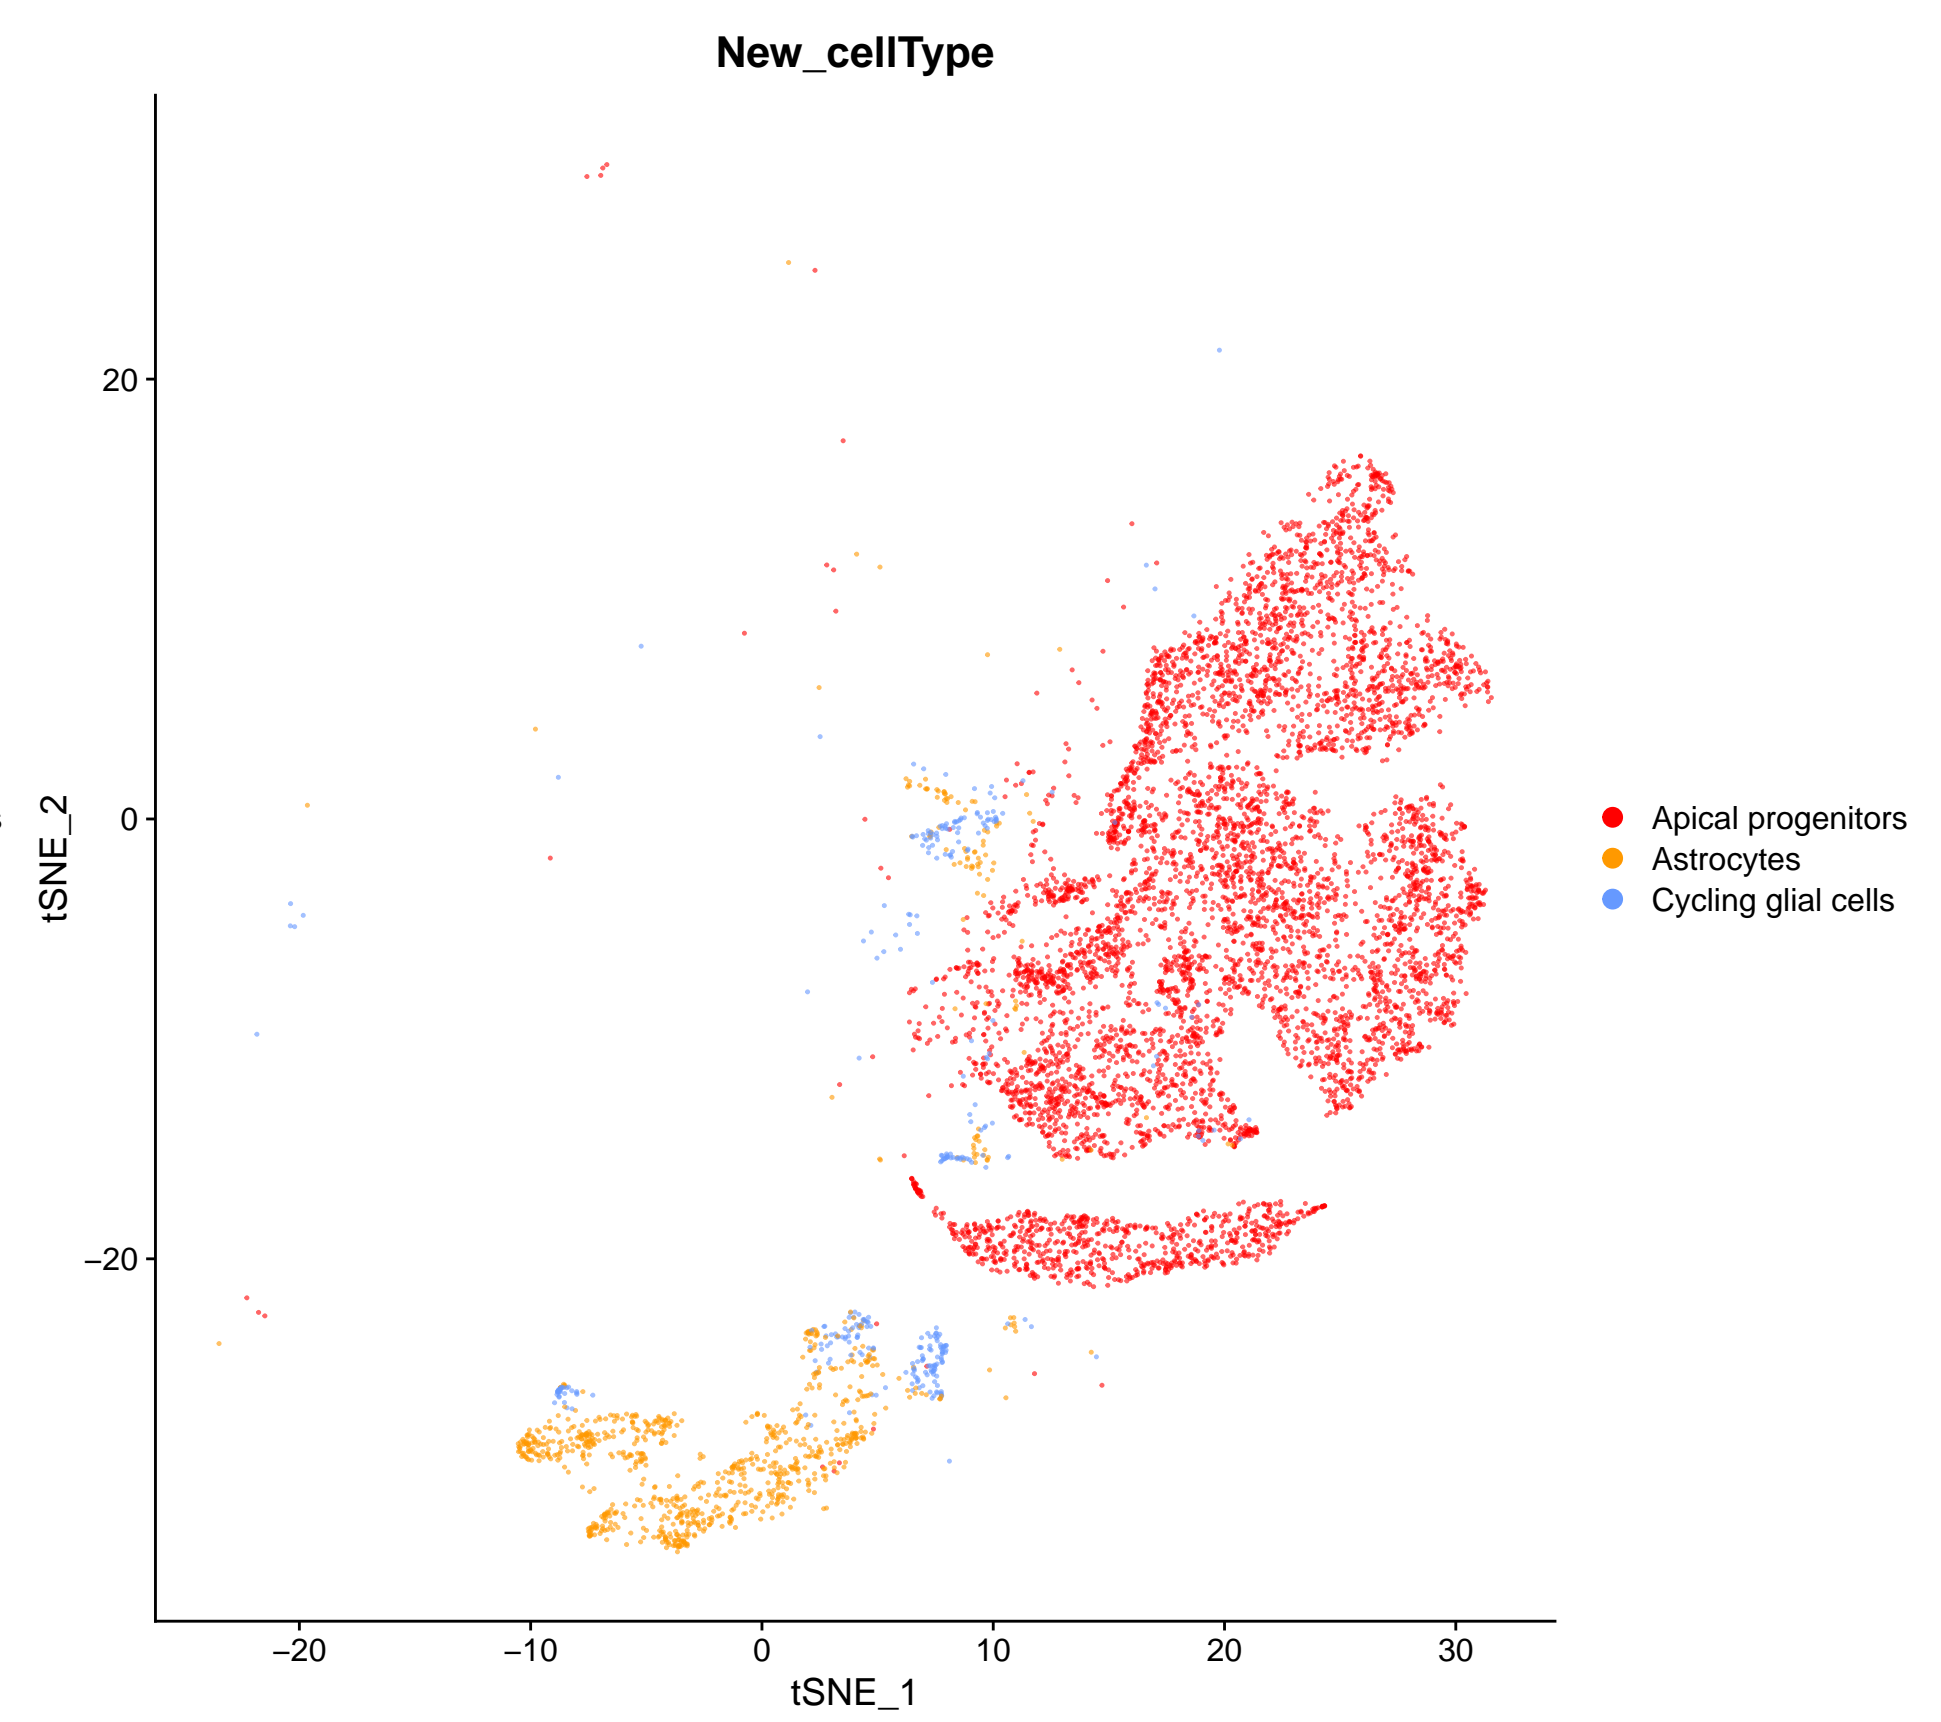 New_cellType
20
0
−20
tSNE_2
−20
−10
0
10
20
30
tSNE_1
Apical progenitors
Astrocytes
Cycling glial cells